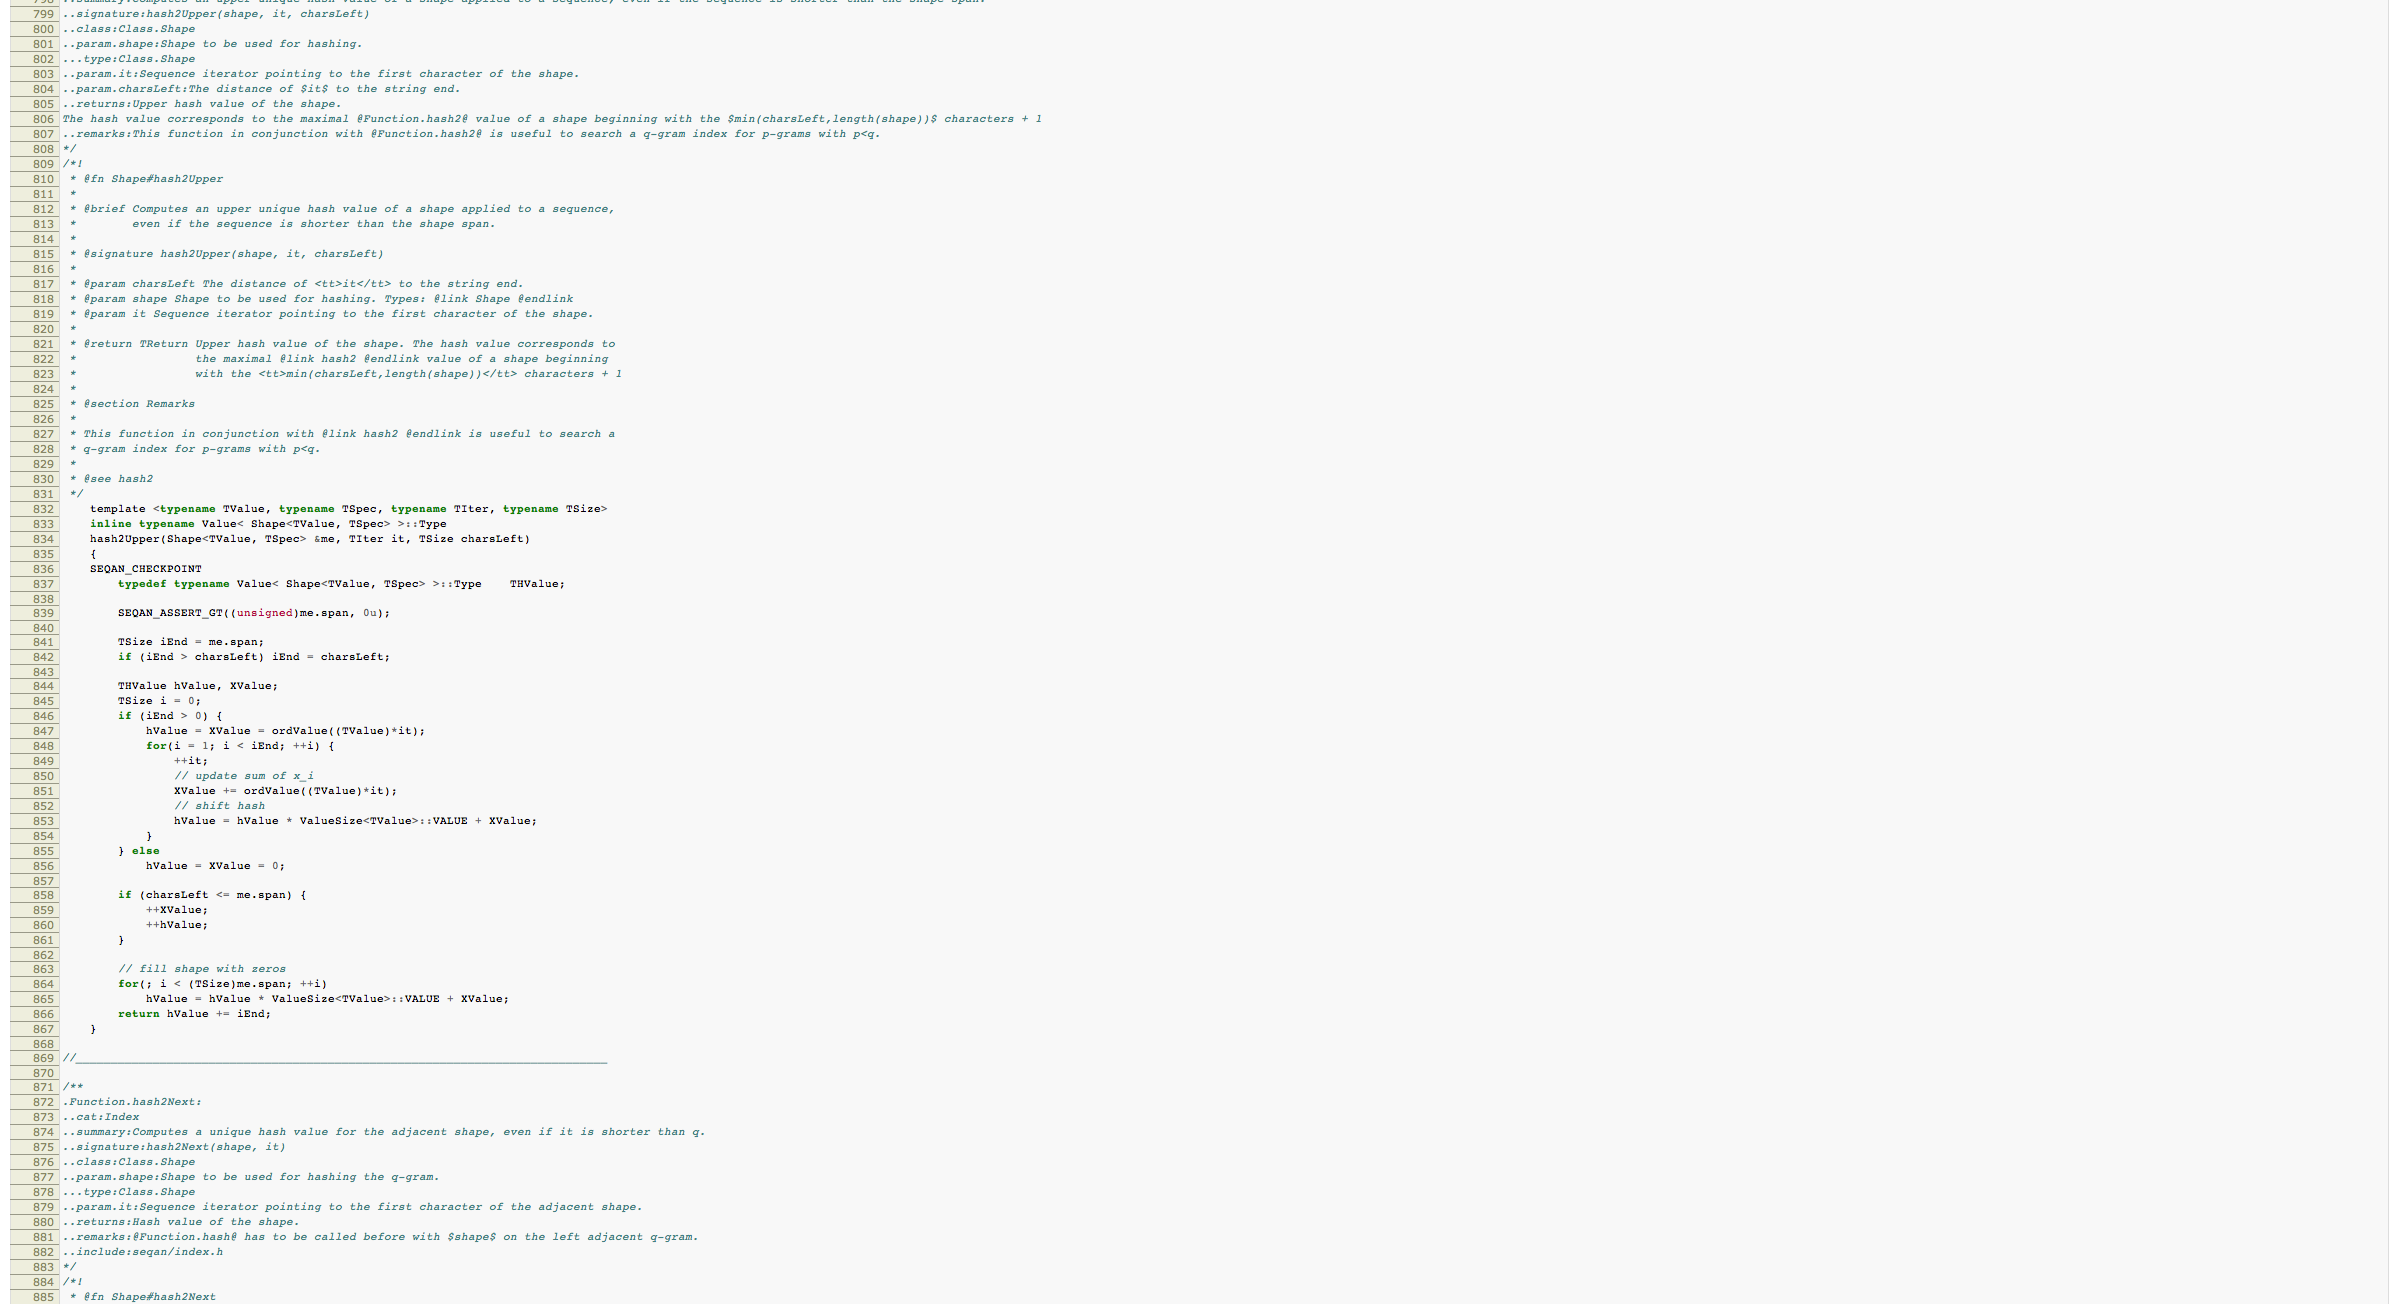 798 ..summary:Computes an upper unique hash value of a shape applied to a sequence, even if the sequence is shorter than the shape span.
799 ..signature:hash2Upper(shape, it, charsLeft)
800 ..class:Class.Shape
801 ..param.shape:Shape to be used for hashing.
802 ...type:Class.Shape
803 ..param.it:Sequence iterator pointing to the first character of the shape.
804 ..param.charsLeft:The distance of $it$ to the string end.
805 ..returns:Upper hash value of the shape.
806 The hash value corresponds to the maximal @Function.hash2@ value of a shape beginning with the $min(charsLeft,length(shape))$ characters + 1
807 ..remarks:This function in conjunction with @Function.hash2@ is useful to search a q-gram index for p-grams with p<q.
808 */
809 /*!
810 * @fn Shape#hash2Upper
811 *
812 * @brief Computes an upper unique hash value of a shape applied to a sequence,
813 * even if the sequence is shorter than the shape span.
814 *
815 * @signature hash2Upper(shape, it, charsLeft)
816 *
817 * @param charsLeft The distance of <tt>it</tt> to the string end.
818 * @param shape Shape to be used for hashing. Types: @link Shape @endlink
819 * @param it Sequence iterator pointing to the first character of the shape.
820 *
821 * @return TReturn Upper hash value of the shape. The hash value corresponds to
822 * the maximal @link hash2 @endlink value of a shape beginning
823 * with the <tt>min(charsLeft,length(shape))</tt> characters + 1
824 *
825 * @section Remarks
826 *
827 * This function in conjunction with @link hash2 @endlink is useful to search a
828 * q-gram index for p-grams with p<q.
829 *
830 * @see hash2
831 */
832 template <typename TValue, typename TSpec, typename TIter, typename TSize>
833 inline typename Value< Shape<TValue, TSpec> >::Type
834 hash2Upper(Shape<TValue, TSpec> &me, TIter it, TSize charsLeft)
835 {
836 SEQAN_CHECKPOINT
837 typedef typename Value< Shape<TValue, TSpec> >::Type THValue;
838
839 SEQAN_ASSERT_GT((unsigned)me.span, 0u);
840
841 TSize iEnd = me.span;
842 if (iEnd > charsLeft) iEnd = charsLeft;
843
844 THValue hValue, XValue;
845 TSize i = 0;
846 if (iEnd > 0) {
847 hValue = XValue = ordValue((TValue)*it);
848 for(i = 1; i < iEnd; ++i) {
849 ++it;
850 // update sum of x_i
851 XValue += ordValue((TValue)*it);
852 // shift hash
853 hValue = hValue * ValueSize<TValue>::VALUE + XValue;
854 }
855 } else
856 hValue = XValue = 0;
857
858 if (charsLeft <= me.span) {
859 ++XValue;
860 ++hValue;
861 }
862
863 // fill shape with zeros
864 for(; i < (TSize)me.span; ++i)
865 hValue = hValue * ValueSize<TValue>::VALUE + XValue;
866 return hValue += iEnd;
867 }
868
869 //____________________________________________________________________________
870
871 /**
872 .Function.hash2Next:
873 ..cat:Index
874 ..summary:Computes a unique hash value for the adjacent shape, even if it is shorter than q.
875 ..signature:hash2Next(shape, it)
876 ..class:Class.Shape
877 ..param.shape:Shape to be used for hashing the q-gram.
878 ...type:Class.Shape
879 ..param.it:Sequence iterator pointing to the first character of the adjacent shape.
880 ..returns:Hash value of the shape.
881 ..remarks:@Function.hash@ has to be called before with $shape$ on the left adjacent q-gram.
882 ..include:seqan/index.h
883 */
884 /*!
885 * @fn Shape#hash2Next